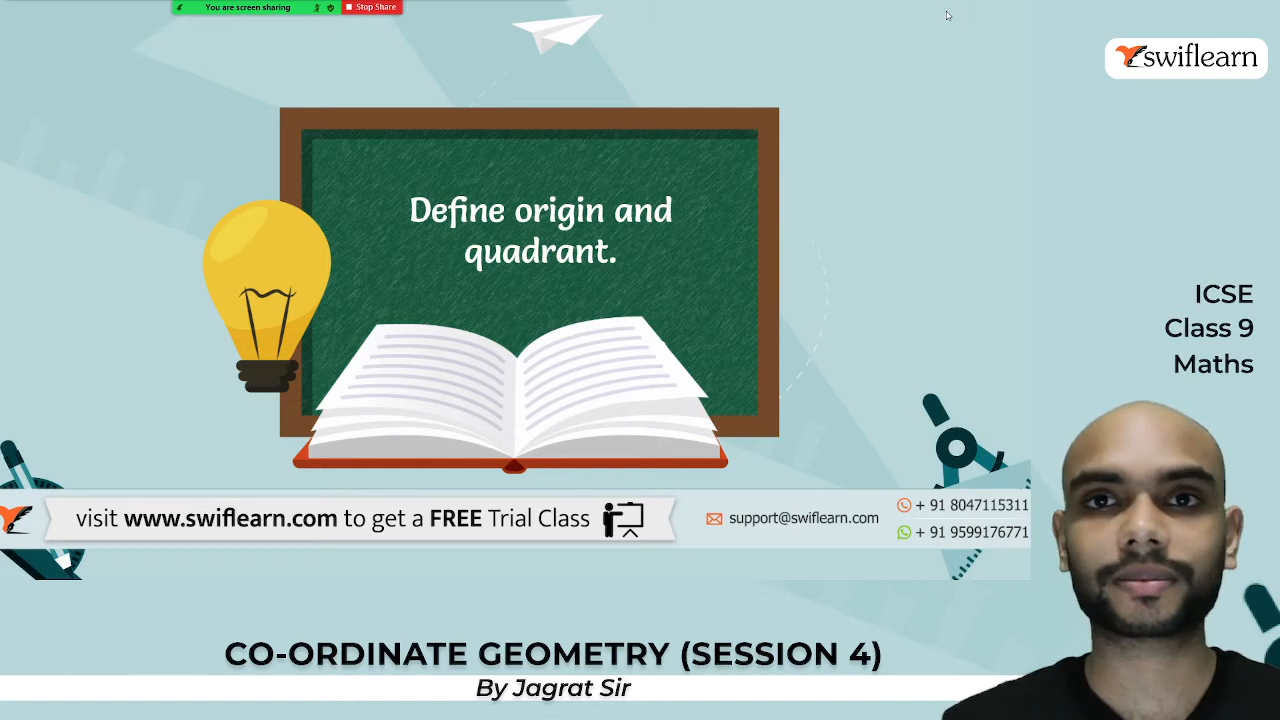 You are screen sharing
Stop Share
swiflearn
Define origin and
quadrant.
ICSE
Class 9
Maths
visit www.swiflearn.com to get a FREE Trial Class
support@swiflearn.com
+ 91 8047115311
+ 91 9599176771
CO-ORDINATE GEOMETRY (SESSION 4)
By Jagrat Sir